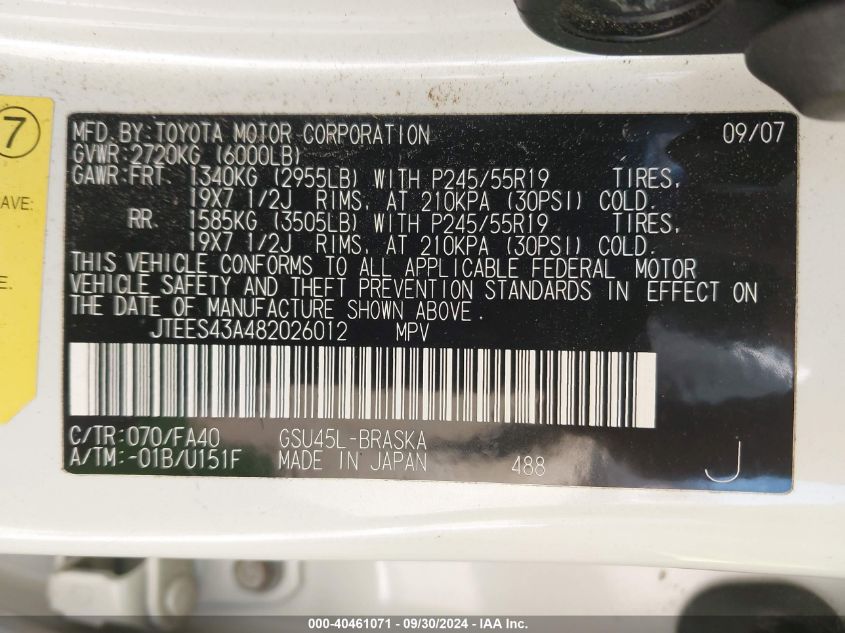 MFD.BY:TOYOTA MOTOR CORPORATION 09/07
GVWR:2720KG (6000LB)
GAWR:FRT. 1340KG (2955LB) WITH P245/55R19 TIRES,
19X7 1/2J RIMS, AT 210KPA (30PSI) COLD.
RR. 1585KG (3505LB) WITH P245/55R19 TIRES,
19X7 1/2J RIMS, AT 210KPA (30PSI) COLD.
THIS VEHICLE CONFORMS TO ALL APPLICABLE FEDERAL MOTOR
VEHICLE SAFETY AND THEFT PREVENTION STANDARDS IN EFFECT ON
THE DATE OF MANUFACTURE SHOWN ABOVE.
JTEES43A482026012 MPV
C/TR:070/FA40 GSU45L-BRASKA
A/TM:-01B/U151F MADE IN JAPAN 488 J
7
AVE:
E.
000-40461071 - 09/30/2024 - IAA Inc.